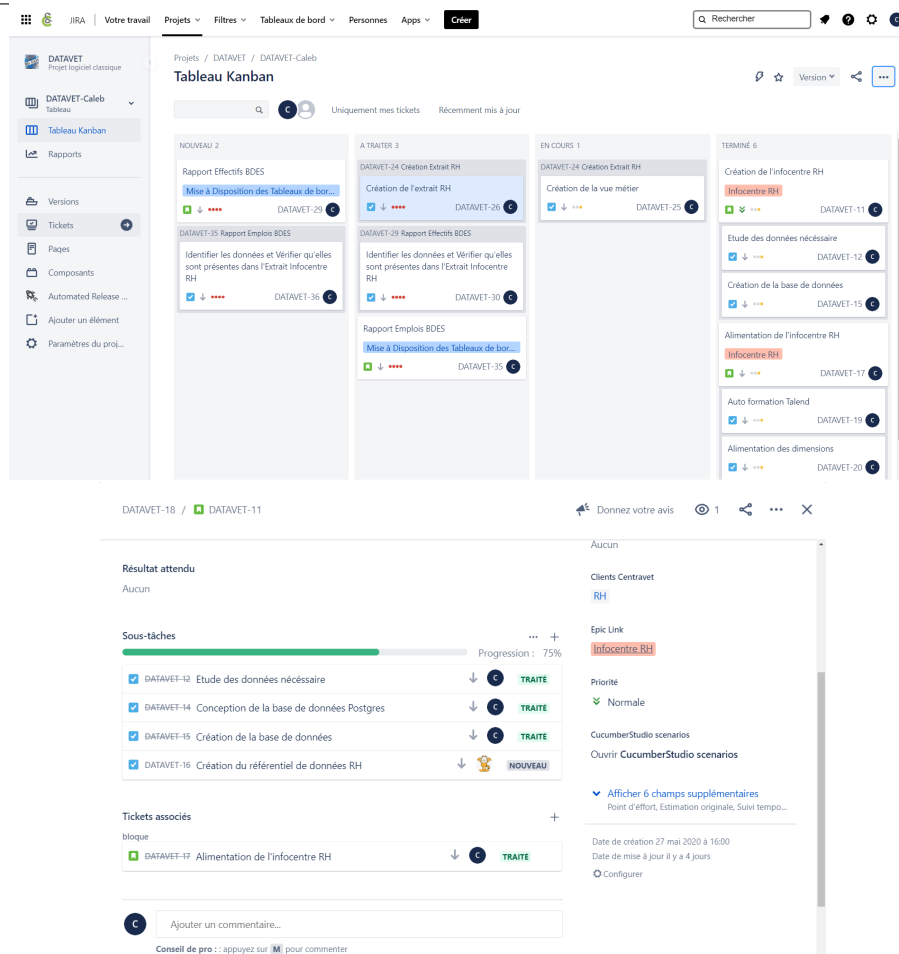 JIRA Votre travail Projets Filtres Tableaux de bord Personnes Apps Créer Rechercher
DATAVET
Projet logiciel classique
DATAVET-Caleb
Tableau
Tableau Kanban
Rapports
Versions
Tickets
Pages
Composants
Automated Release ...
Ajouter un élément
Paramètres du proj...
Projets / DATAVET / DATAVET-Caleb
Tableau Kanban
Version
C Uniquement mes tickets Récemment mis à jour
NOUVEAU 2
Rapport Effectifs BDES
Mise à Disposition des Tableaux de bor...
DATAVET-29 C
DATAVET-35 Rapport Emplois BDES
Identifier les données et Vérifier qu'elles
sont présentes dans l'Extrait Infocentre
RH
DATAVET-36 C
A TRAITER 3
DATAVET-24 Création Extrait RH
Création de l'extrait RH
DATAVET-26 C
DATAVET-29 Rapport Effectifs BDES
Identifier les données et Vérifier qu'elles
sont présentes dans l'Extrait Infocentre
RH
DATAVET-30 C
Rapport Emplois BDES
Mise à Disposition des Tableaux de bor...
DATAVET-35 C
EN COURS 1
DATAVET-24 Création Extrait RH
Création de la vue métier
DATAVET-25 C
TERMINÉ 6
Création de l'infocentre RH
Infocentre RH
DATAVET-11 C
Etude des données nécéssaire
DATAVET-12 C
Création de la base de données
DATAVET-15 C
Alimentation de l'infocentre RH
Infocentre RH
DATAVET-17 C
Auto formation Talend
DATAVET-19 C
Alimentation des dimensions
DATAVET-20 C
DATAVET-18 / DATAVET-11
Donnez votre avis 1
Résultat attendu
Aucun
Sous-tâches
Progression : 75%
DATAVET-12 Etude des données nécéssaire C TRAITÉ
DATAVET-14 Conception de la base de données Postgres C TRAITÉ
DATAVET-15 Création de la base de données C TRAITÉ
DATAVET-16 Création du référentiel de données RH NOUVEAU
Tickets associés
bloque
DATAVET-17 Alimentation de l'infocentre RH C TRAITÉ
C Ajouter un commentaire...
Conseil de pro : : appuyez sur M pour commenter
Aucun
Clients Centravet
RH
Epic Link
Infocentre RH
Priorité
Normale
CucumberStudio scenarios
Ouvrir CucumberStudio scenarios
Afficher 6 champs supplémentaires
Point d'éffort, Estimation originale, Suivi tempo...
Date de création 27 mai 2020 à 16:00
Date de mise à jour il y a 4 jours
Configurer